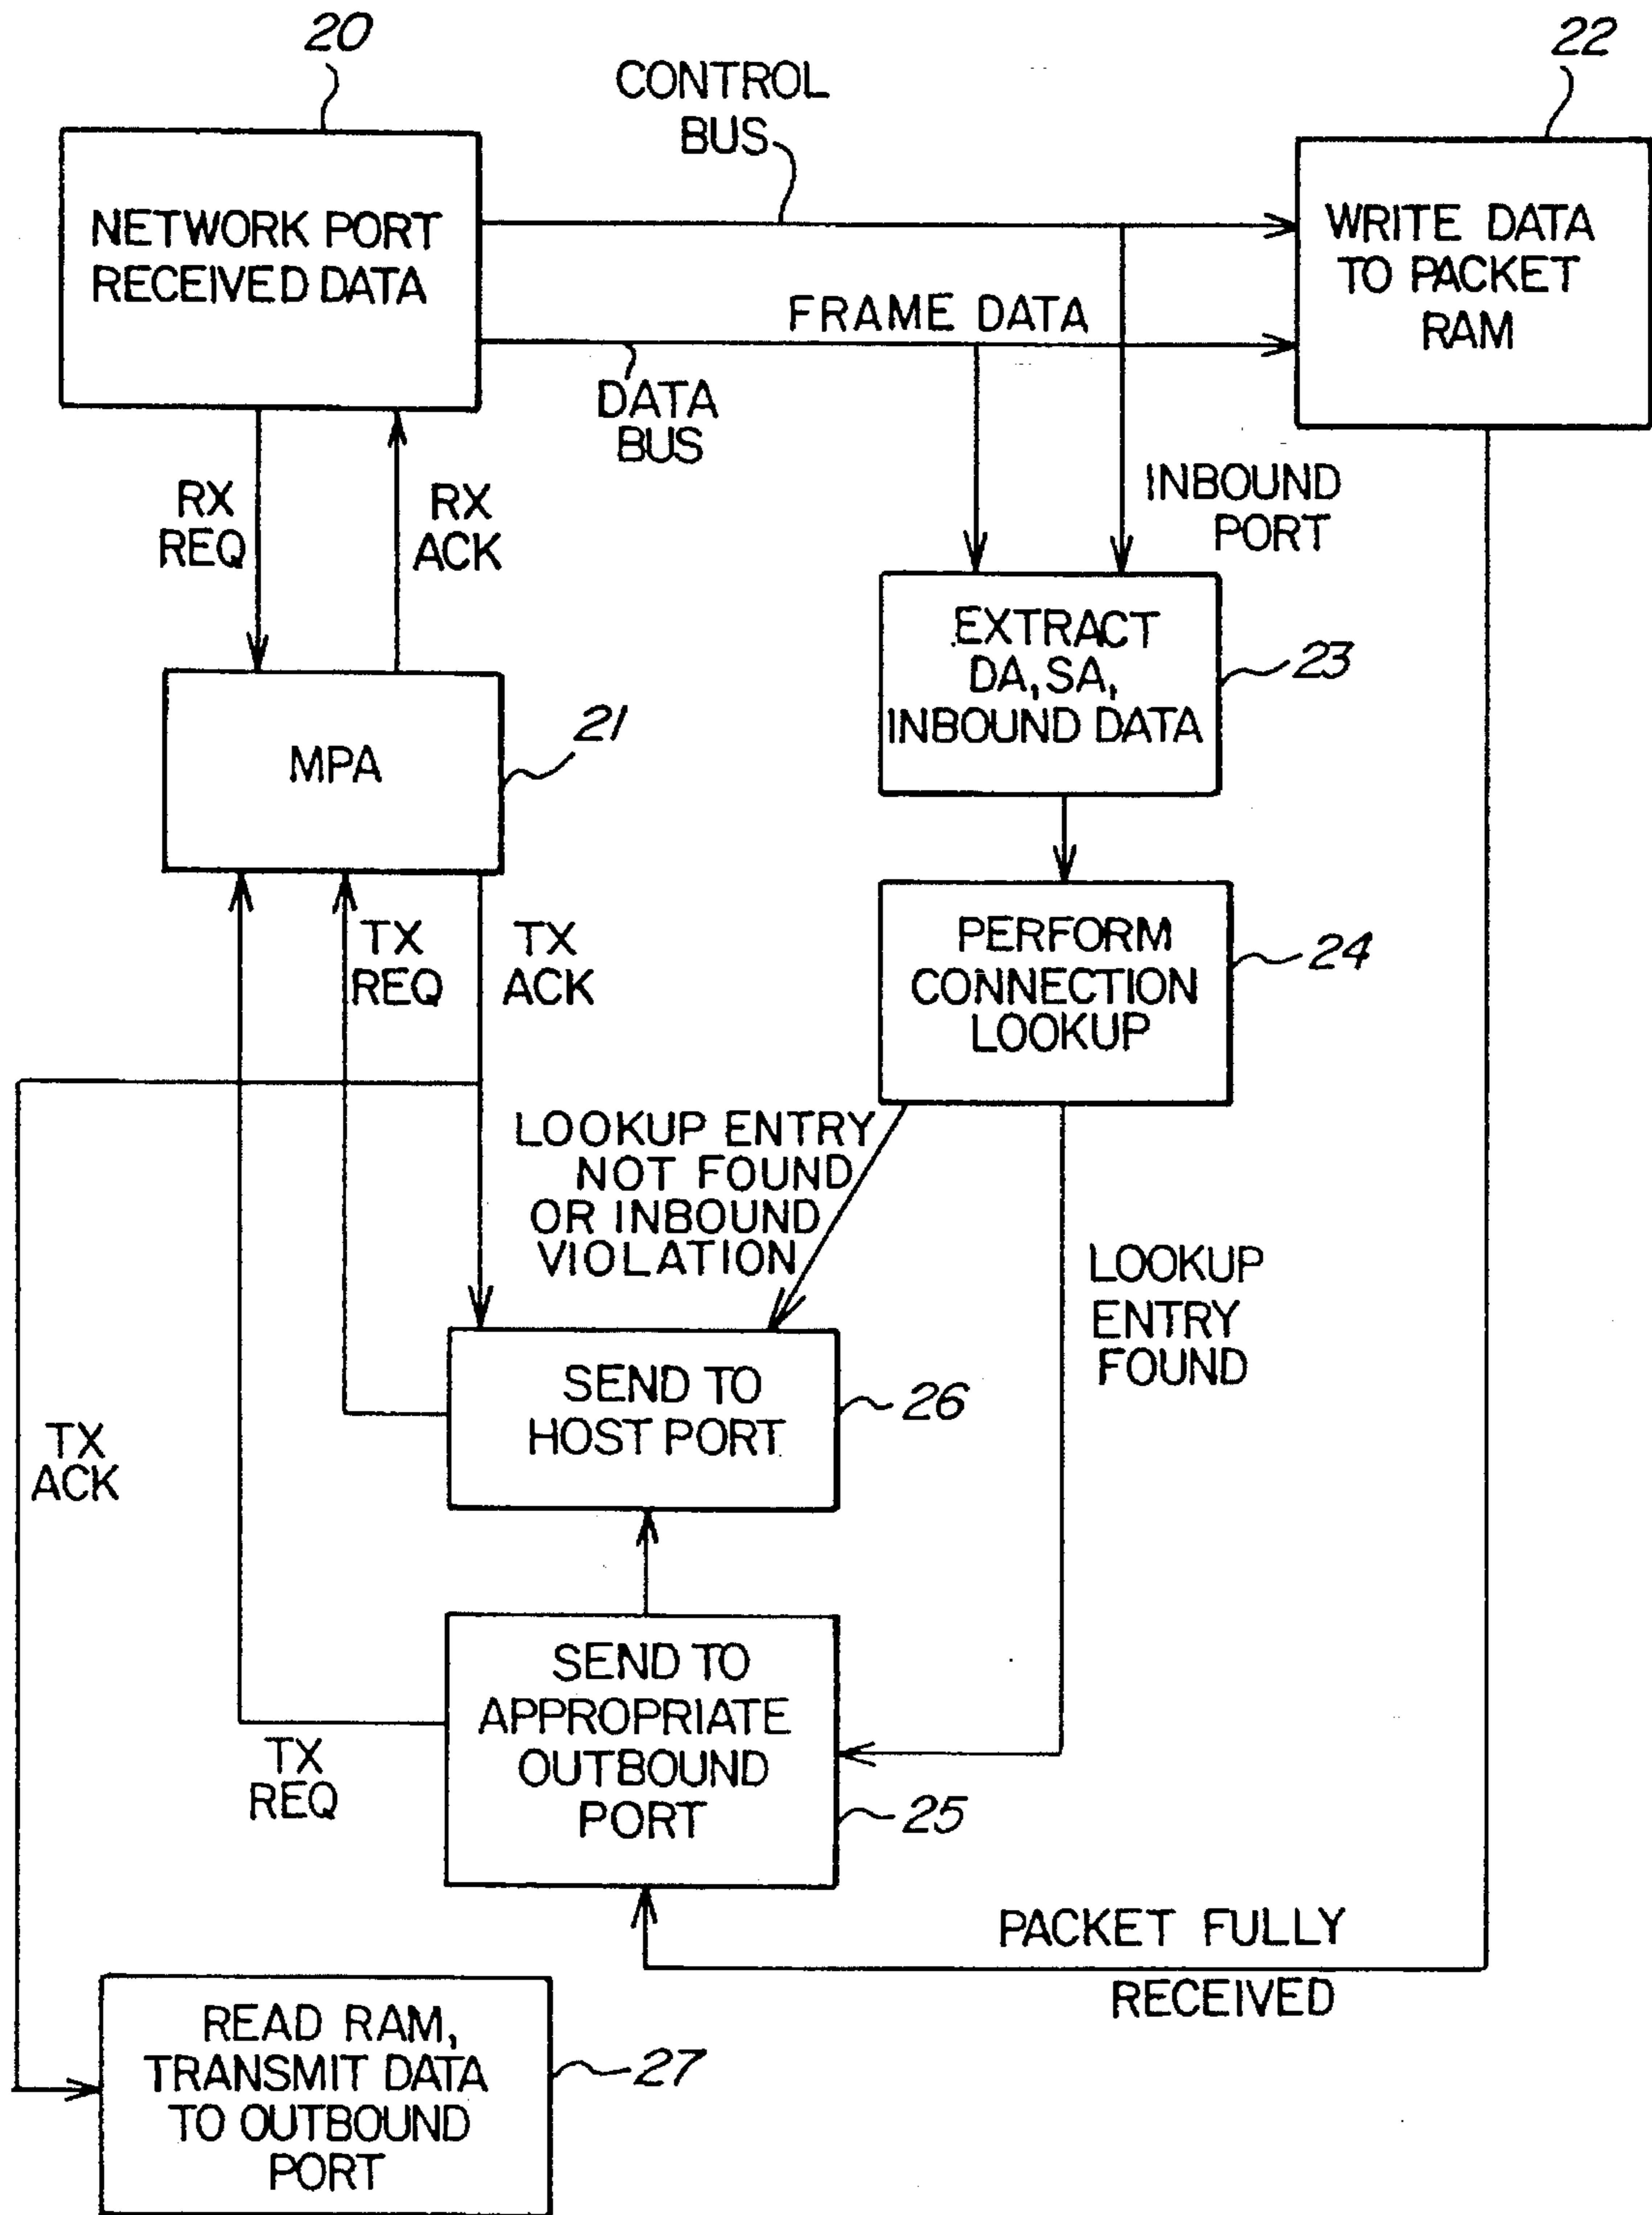 20
22
CONTROL
BUS
NETWORK PORT
RECEIVED DATA
WRITE DATA
TO PACKET
RAM
FRAME DATA
DATA
BUS
RX
REQ
RX
ACK
INBOUND
PORT
EXTRACT
DA, SA,
INBOUND DATA
23
MPA
21
TX
REQ
TX
ACK
PERFORM
CONNECTION
LOOKUP
24
LOOKUP ENTRY
NOT FOUND
OR INBOUND
VIOLATION
LOOKUP
ENTRY
FOUND
SEND TO
HOST PORT
26
TX
ACK
SEND TO
APPROPRIATE
OUTBOUND
PORT
25
TX
REQ
PACKET FULLY
RECEIVED
READ RAM,
TRANSMIT DATA
TO OUTBOUND
PORT
27